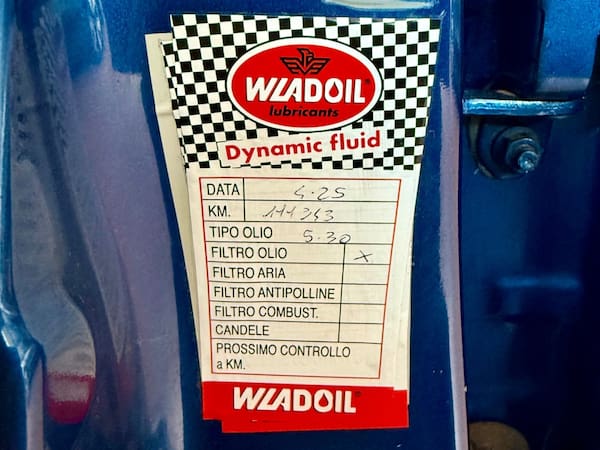 WLADOIL®
lubricants
Dynamic fluid
DATA 4.25
KM. 111343
TIPO OLIO 5.30
FILTRO OLIO X
FILTRO ARIA
FILTRO ANTIPOLLINE
FILTRO COMBUST.
CANDELE
PROSSIMO CONTROLLO
a KM.
WLADOIL®